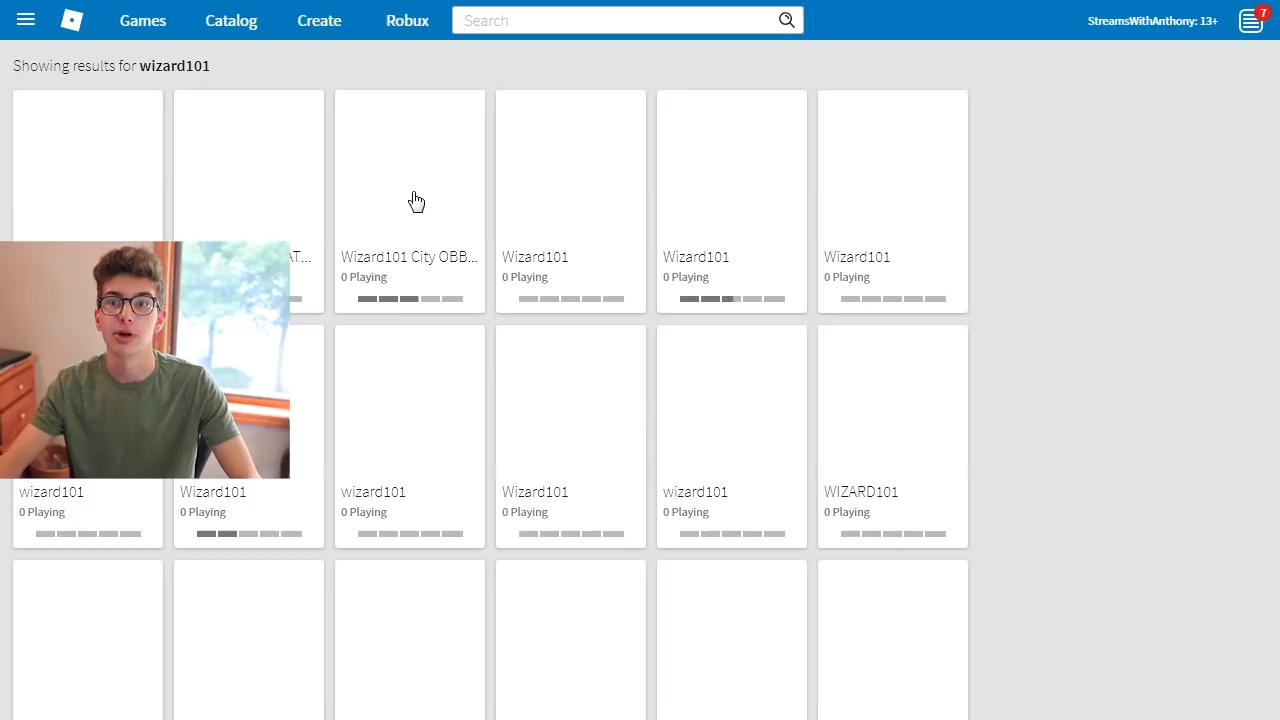 Games Catalog Create Robux Search StreamsWithAnthony: 13+ 7
Showing results for wizard101
AT... Wizard101 City OBB... Wizard101 Wizard101 Wizard101
0 Playing 0 Playing 0 Playing 0 Playing
wizard101 Wizard101 wizard101 Wizard101 wizard101 WIZARD101
0 Playing 0 Playing 0 Playing 0 Playing 0 Playing 0 Playing